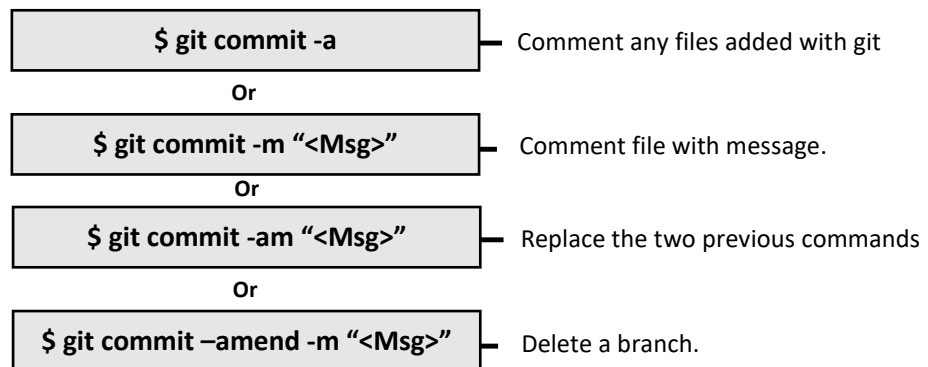 $ git commit -a
Comment any files added with git
Or
$ git commit -m “<Msg>”
Comment file with message.
Or
$ git commit -am “<Msg>”
Replace the two previous commands
Or
$ git commit –amend -m “<Msg>”
Delete a branch.